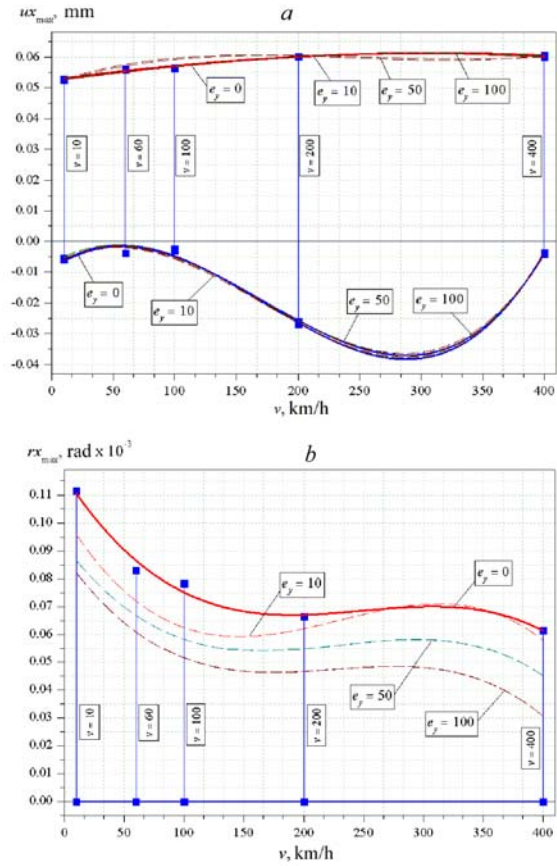 ux max, mm
a
0.06
0.05
0.04
0.03
0.02
0.01
0.00
-0.01
-0.02
-0.03
-0.04
e_y = 0
e_y = 10
e_y = 50
e_y = 100
v = 10
v = 60
v = 100
v = 200
v = 400
e_y = 0
e_y = 10
e_y = 50
e_y = 100
0 50 100 150 200 250 300 350 400
v, km/h
rx max, rad x 10⁻³
b
0.11
0.10
0.09
0.08
0.07
0.06
0.05
0.04
0.03
0.02
0.01
0.00
e_y = 10
e_y = 0
e_y = 50
e_y = 100
v = 10
v = 60
v = 100
v = 200
v = 400
0 50 100 150 200 250 300 350 400
v, km/h